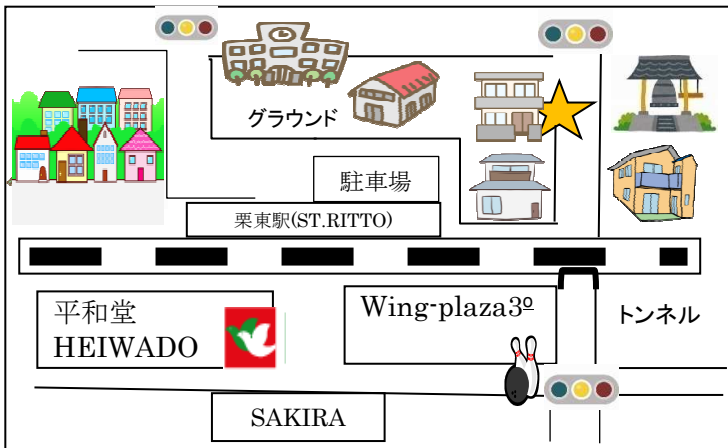 グラウンド
駐車場
栗東駅(ST.RITTO)
平和堂
HEIWADO
Wing-plaza3º
トンネル
SAKIRA